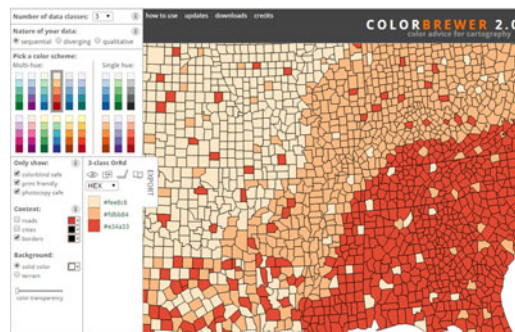 Number of data classes: 3
how to use updates downloads credits
COLORBREWER 2.0
color advice for cartography
Nature of your data:
sequential diverging qualitative
Pick a color scheme:
Multi-hue: Single hue:
Only show:
colorblind safe
print friendly
photocopy safe
Context:
roads
cities
borders
Background:
solid color
terrain
color transparency
3-class OrRd
EXPORT
HEX
#fee8c8
#fdbb84
#e34a33